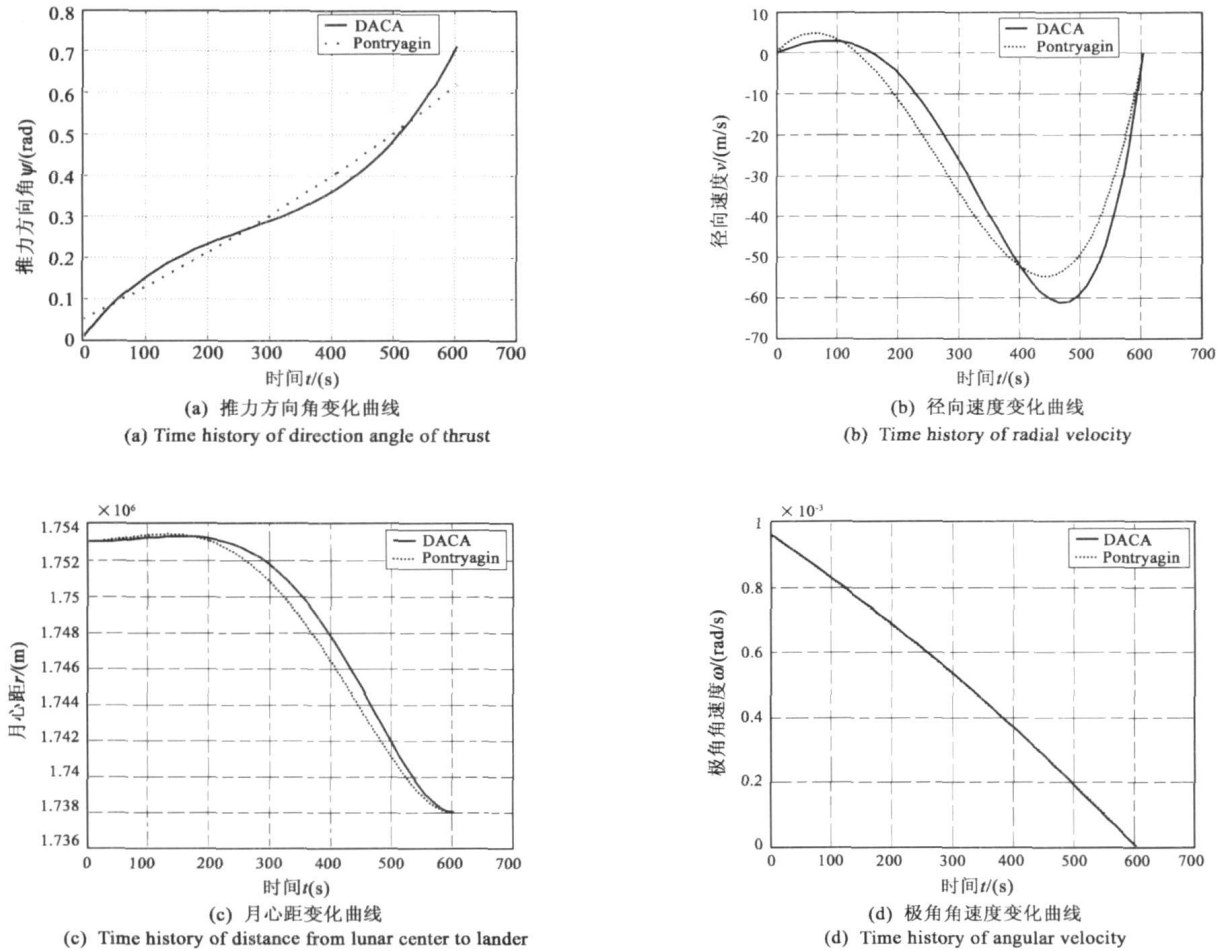 DACA
Pontryagin
0.8
0.7
0.6
0.5
0.4
0.3
0.2
0.1
0
推力方向角ψ/(rad)
0 100 200 300 400 500 600 700
时间t/(s)
(a) 推力方向角变化曲线
(a) Time history of direction angle of thrust
DACA
Pontryagin
10
0
-10
-20
-30
-40
-50
-60
-70
径向速度v/(m/s)
0 100 200 300 400 500 600 700
时间t/(s)
(b) 径向速度变化曲线
(b) Time history of radial velocity
× 10⁶
DACA
Pontryagin
1.754
1.752
1.75
1.748
1.746
1.744
1.742
1.74
1.738
1.736
月心距r/(m)
0 100 200 300 400 500 600 700
时间t(s)
(c) 月心距变化曲线
(c) Time history of distance from lunar center to lander
× 10⁻³
DACA
Pontryagin
1
0.8
0.6
0.4
0.2
0
极角角速度ω/(rad/s)
0 100 200 300 400 500 600 700
时间t/(s)
(d) 极角角速度变化曲线
(d) Time history of angular velocity